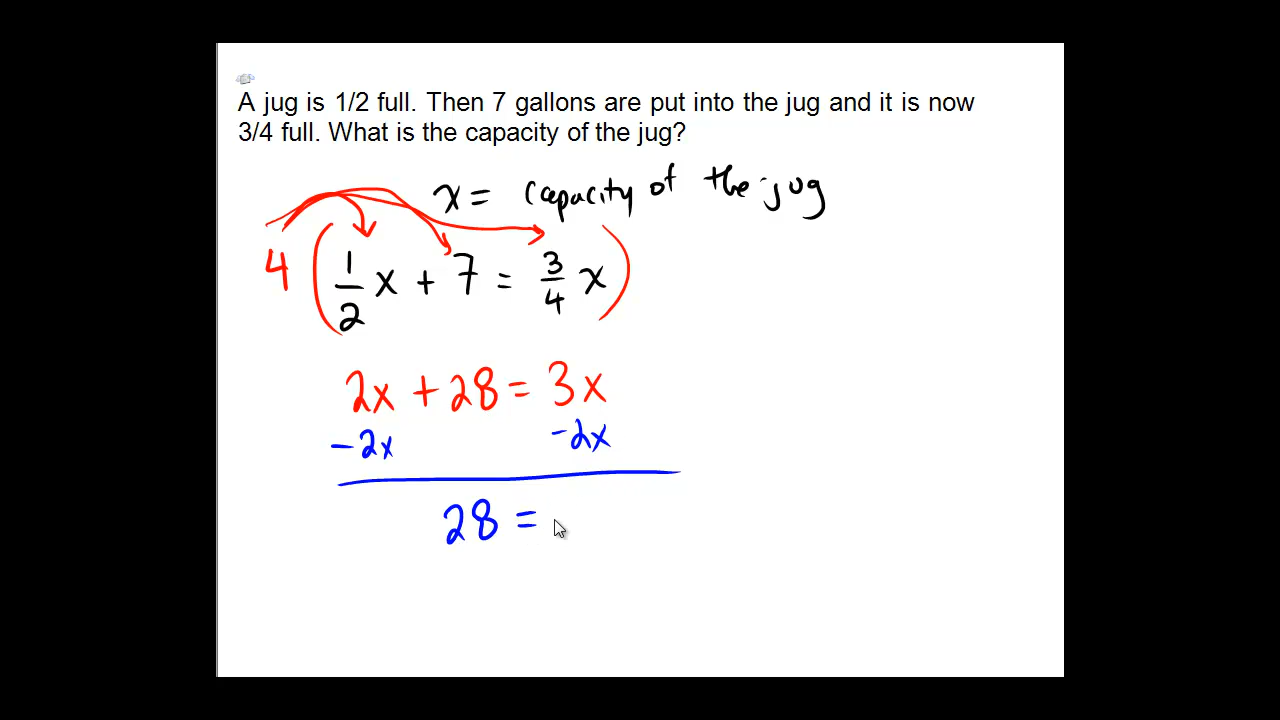 A jug is 1/2 full. Then 7 gallons are put into the jug and it is now
3/4 full. What is the capacity of the jug?
x = capacity of the jug
4 ( 1/2 x + 7 = 3/4 x )
2x + 28 = 3x
-2x -2x
28 =